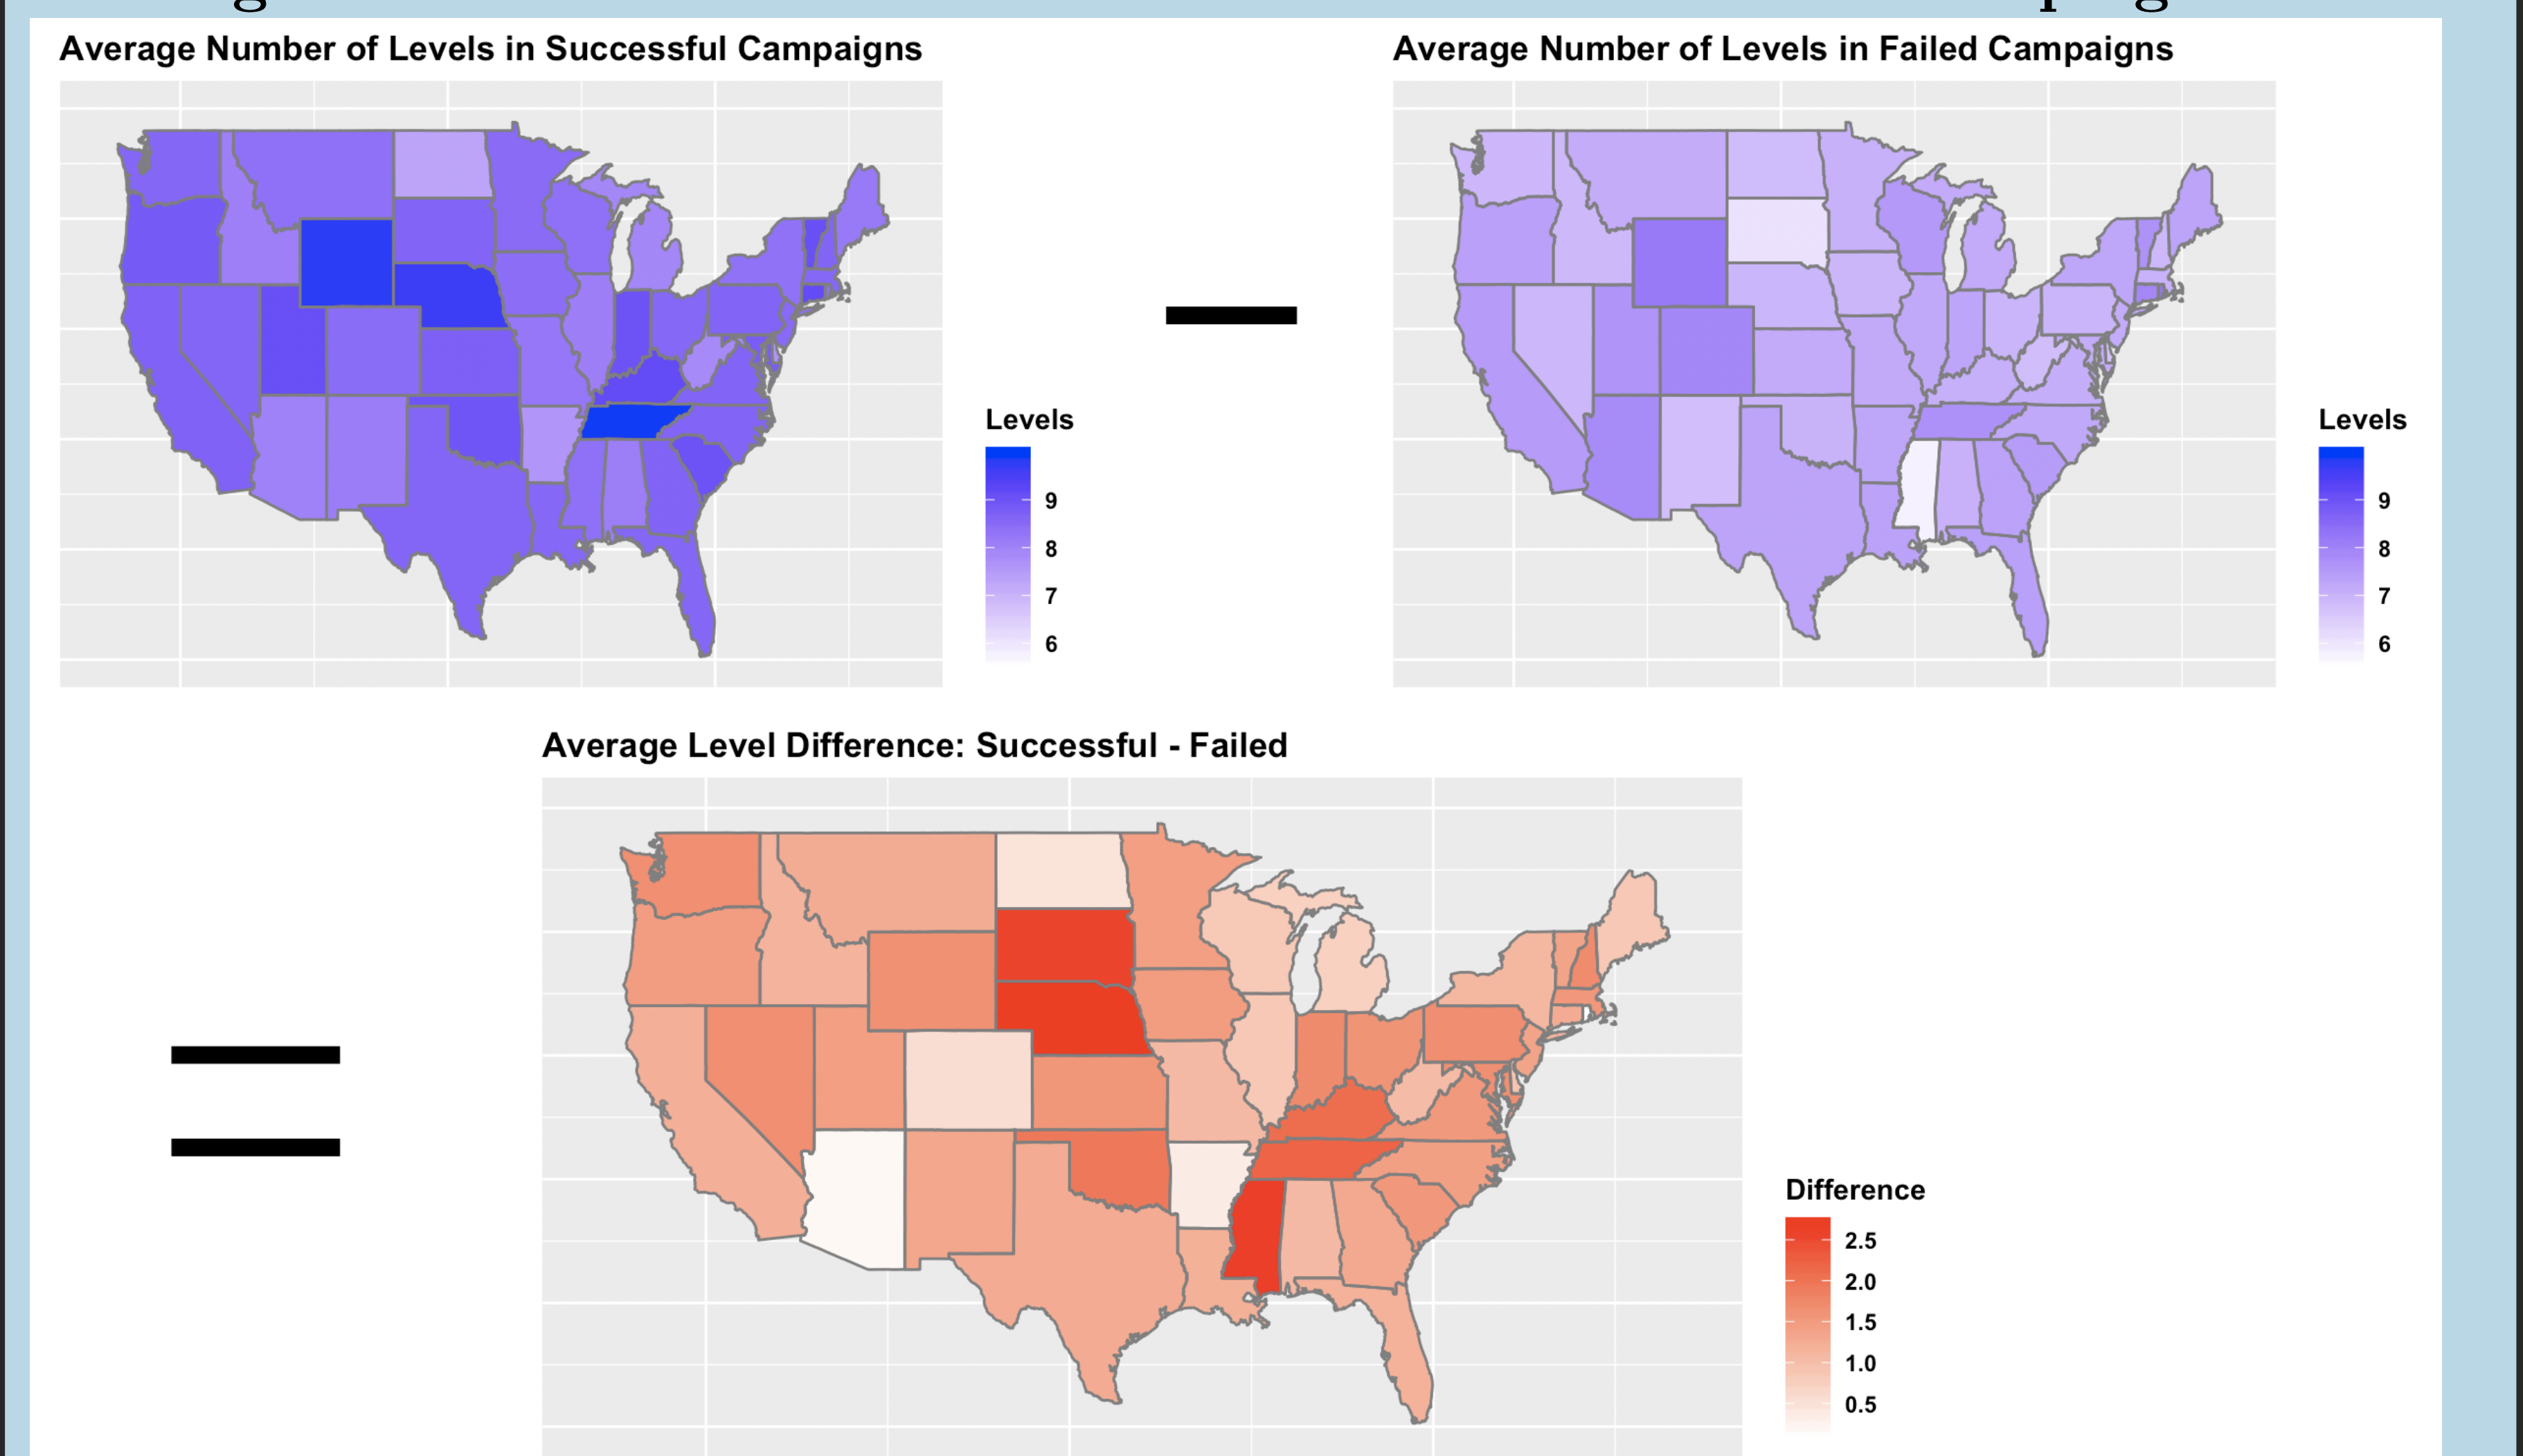 Average Number of Levels in Successful Campaigns
Average Number of Levels in Failed Campaigns
Levels
9
8
7
6
Levels
9
8
7
6
Average Level Difference: Successful - Failed
Difference
2.5
2.0
1.5
1.0
0.5